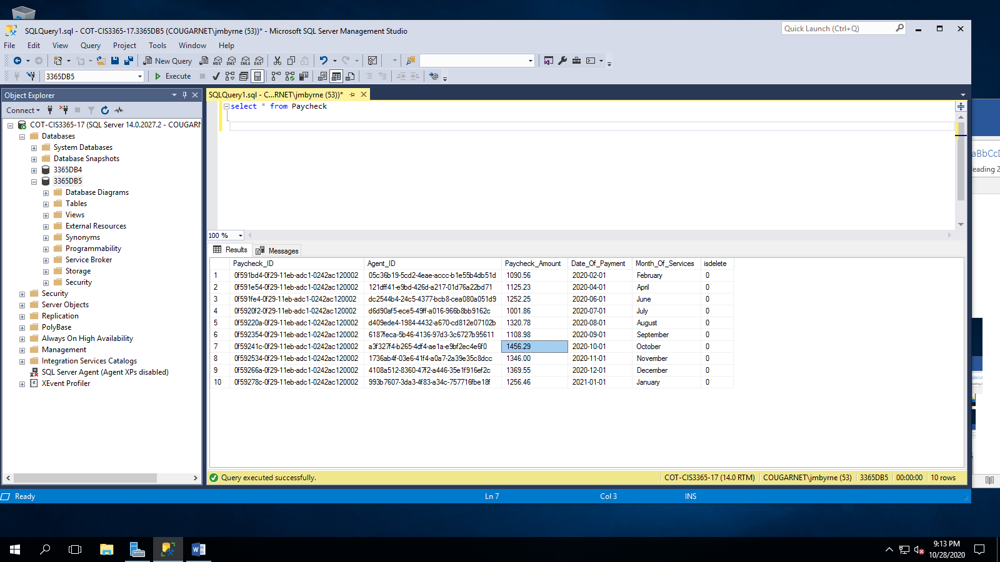 SQLQuery1.sql - COT-CIS3365-17.3365DB5 (COUGARNET\jmbyrne (53))* - Microsoft SQL Server Management Studio
Quick Launch (Ctrl+Q)
File Edit View Query Project Tools Window Help
New Query
3365DB5 Execute
Object Explorer
Connect
COT-CIS3365-17 (SQL Server 14.0.2027.2 - COUGARN
Databases
System Databases
Database Snapshots
3365DB4
3365DB5
Database Diagrams
Tables
Views
External Resources
Synonyms
Programmability
Service Broker
Storage
Security
Security
Server Objects
Replication
PolyBase
Always On High Availability
Management
Integration Services Catalogs
SQL Server Agent (Agent XPs disabled)
XEvent Profiler
SQLQuery1.sql - C...RNET\jmbyrne (53))*
select * from Paycheck
100 %
Results Messages
Paycheck_ID Agent_ID Paycheck_Amount Date_Of_Payment Month_Of_Services isdelete
1 0f591bd4-0f29-11eb-adc1-0242ac120002 05c36b19-5cd2-4eae-accc-b1e55b4db51d 1090.56 2020-02-01 February 0
2 0f591e54-0f29-11eb-adc1-0242ac120002 121dff41-e9bd-426d-a217-01d76a22bd71 1125.23 2020-04-01 April 0
3 0f591fe4-0f29-11eb-adc1-0242ac120002 dc2544b4-24c5-4377-bcb8-cea080a051d9 1252.25 2020-06-01 June 0
4 0f5920f2-0f29-11eb-adc1-0242ac120002 d6d90af5-ece5-49ff-a016-966b8bb9162c 1001.86 2020-07-01 July 0
5 0f59220a-0f29-11eb-adc1-0242ac120002 d409ede4-1984-4432-a670-cd812e07102b 1320.78 2020-08-01 August 0
6 0f592354-0f29-11eb-adc1-0242ac120002 6187feca-5b46-4136-97d3-3c6727b95611 1108.98 2020-09-01 September 0
7 0f59241c-0f29-11eb-adc1-0242ac120002 a3f327f4-b265-4df4-ae1a-e9bf2ec4e6f0 1456.29 2020-10-01 October 0
8 0f592534-0f29-11eb-adc1-0242ac120002 1736ab4f-03e6-41f4-a0a7-2a39e35c8dcc 1346.00 2020-11-01 November 0
9 0f59266a-0f29-11eb-adc1-0242ac120002 4108a512-8360-47f2-a446-35e1f916ef2c 1369.55 2020-12-01 December 0
10 0f59278c-0f29-11eb-adc1-0242ac120002 993b7607-3da3-4f83-a34c-757716fbe18f 1256.46 2021-01-01 January 0
Query executed successfully. COT-CIS3365-17 (14.0 RTM) COUGARNET\jmbyrne (53) 3365DB5 00:00:00 10 rows
Ready Ln 7 Col 3 INS
aBbCcD
eading 2
9:13 PM
10/28/2020